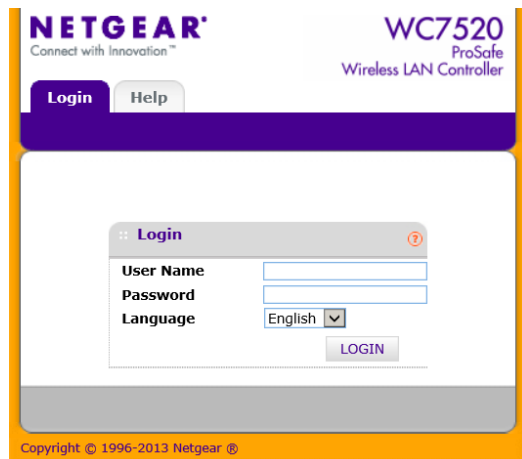 NETGEAR®
Connect with Innovation™
WC7520
ProSafe
Wireless LAN Controller
Login
Help
Login
?
User Name
Password
Language
English
LOGIN
Copyright © 1996-2013 Netgear ®